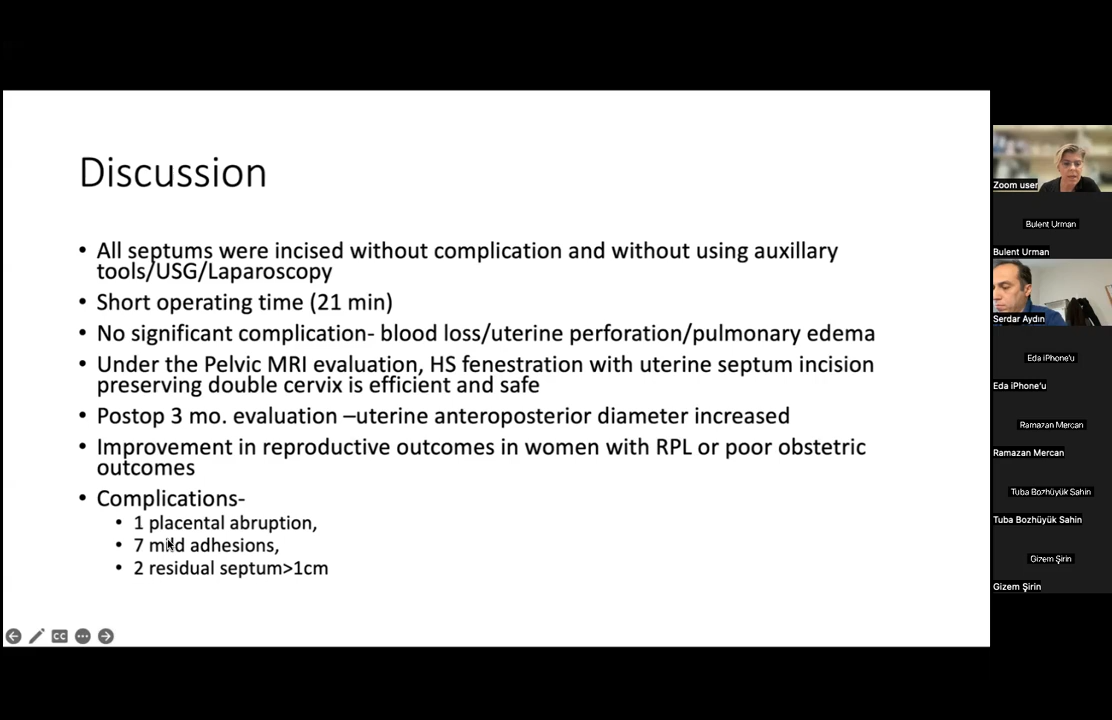 Discussion
• All septums were incised without complication and without using auxillary
tools/USG/Laparoscopy
• Short operating time (21 min)
• No significant complication- blood loss/uterine perforation/pulmonary edema
• Under the Pelvic MRI evaluation, HS fenestration with uterine septum incision
preserving double cervix is efficient and safe
• Postop 3 mo. evaluation –uterine anteroposterior diameter increased
• Improvement in reproductive outcomes in women with RPL or poor obstetric
outcomes
• Complications-
• 1 placental abruption,
• 7 mild adhesions,
• 2 residual septum>1cm
CC
Zoom user
Bulent Urman
Bulent Urman
Serdar Aydın
Eda iPhone'u
Eda iPhone'u
Ramazan Mercan
Ramazan Mercan
Tuba Bozhüyük Sahin
Tuba Bozhüyük Sahin
Gizem Şirin
Gizem Şirin